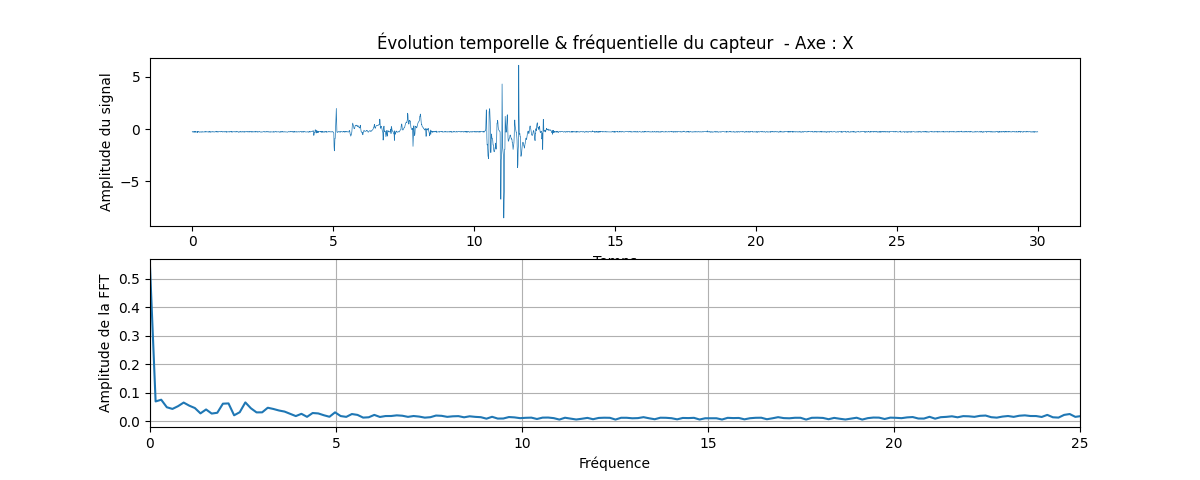 Évolution temporelle & fréquentielle du capteur - Axe : X
Amplitude du signal
5
0
−5
0 5 10 15 20 25 30
Amplitude de la FFT
0.5
0.4
0.3
0.2
0.1
0.0
0 5 10 15 20 25
Fréquence